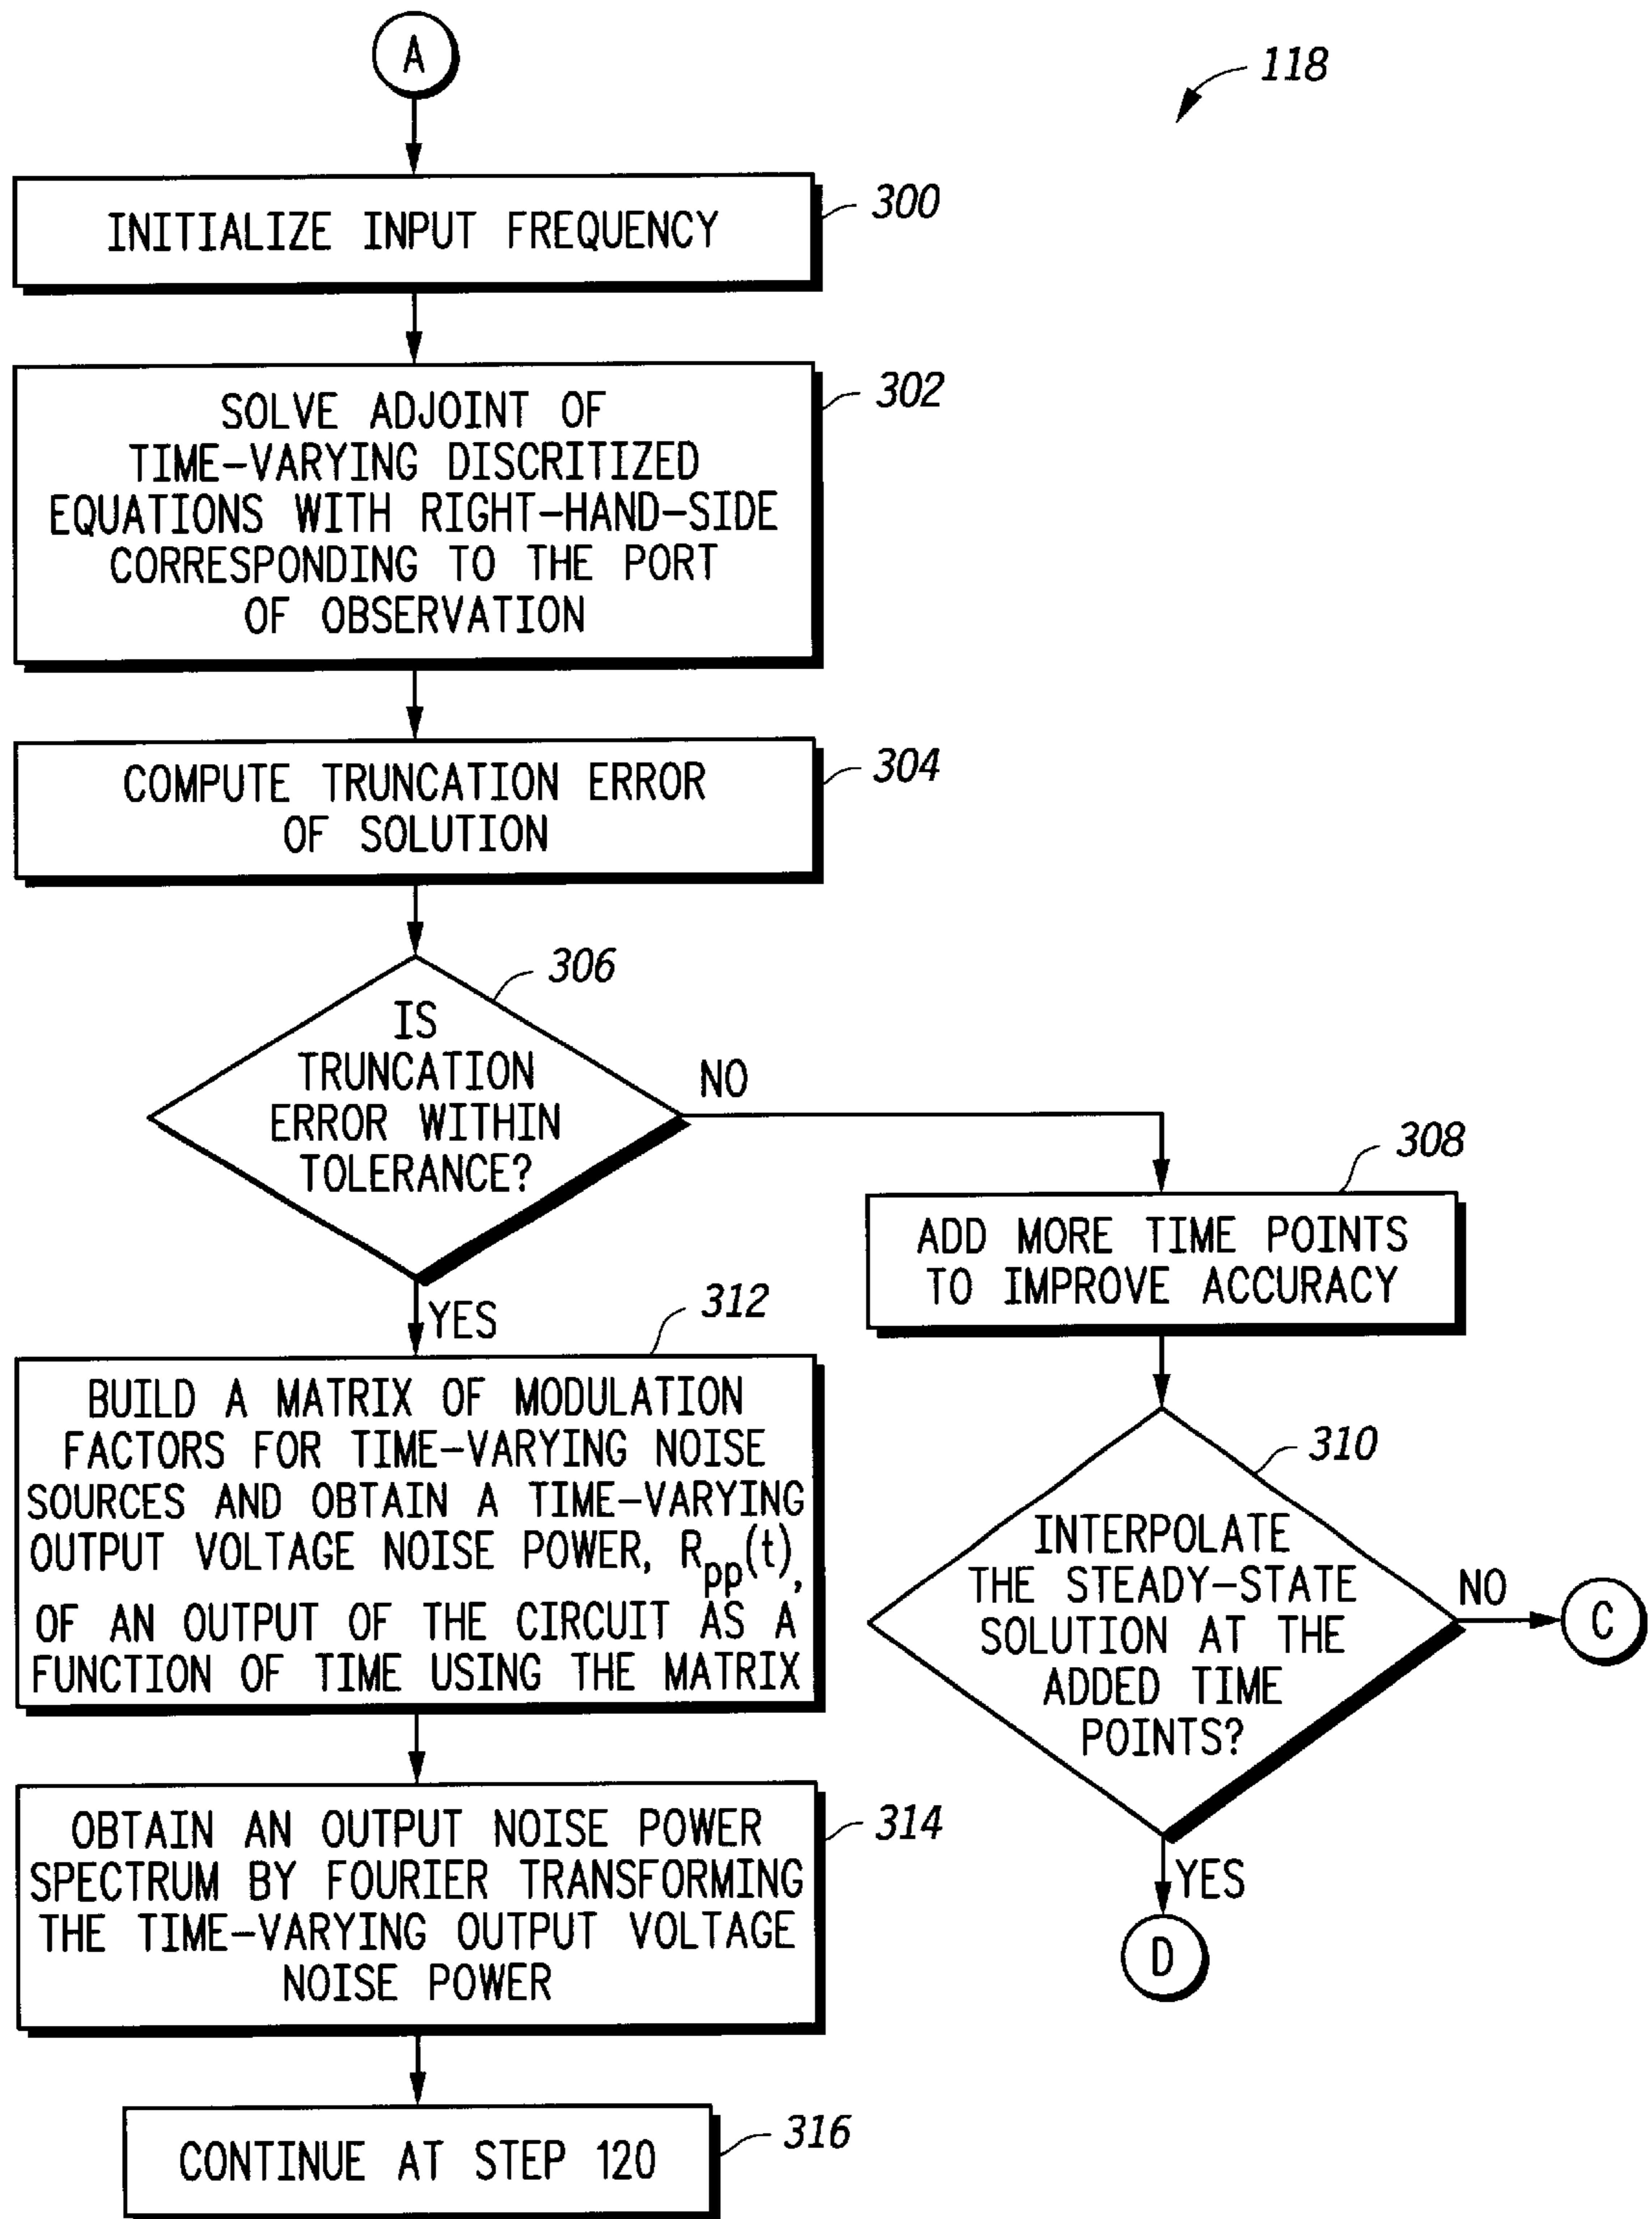 A
118
INITIALIZE INPUT FREQUENCY
300
SOLVE ADJOINT OF
TIME-VARYING DISCRITIZED
EQUATIONS WITH RIGHT-HAND-SIDE
CORRESPONDING TO THE PORT
OF OBSERVATION
302
COMPUTE TRUNCATION ERROR
OF SOLUTION
304
306
IS
TRUNCATION
ERROR WITHIN
TOLERANCE?
NO
YES
308
ADD MORE TIME POINTS
TO IMPROVE ACCURACY
310
INTERPOLATE
THE STEADY-STATE
SOLUTION AT THE
ADDED TIME
POINTS?
NO
C
YES
D
312
BUILD A MATRIX OF MODULATION
FACTORS FOR TIME-VARYING NOISE
SOURCES AND OBTAIN A TIME-VARYING
OUTPUT VOLTAGE NOISE POWER, Rpp(t),
OF AN OUTPUT OF THE CIRCUIT AS A
FUNCTION OF TIME USING THE MATRIX
OBTAIN AN OUTPUT NOISE POWER
SPECTRUM BY FOURIER TRANSFORMING
THE TIME-VARYING OUTPUT VOLTAGE
NOISE POWER
314
CONTINUE AT STEP 120
316